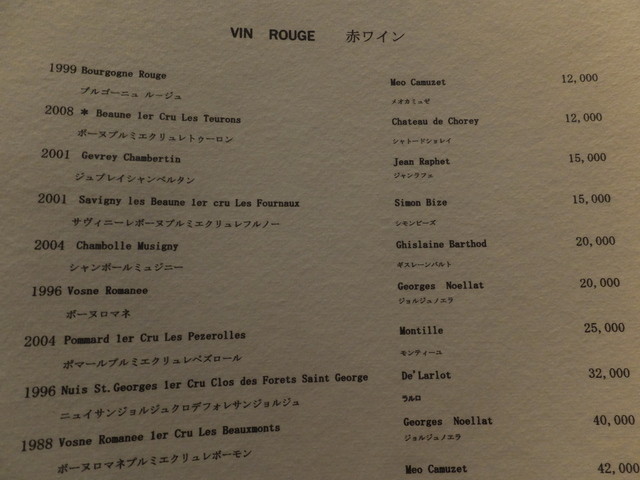 VIN ROUGE 赤ワイン
1999 Bourgogne Rouge Meo Camuzet 12,000
ブルゴーニュ ルージュ メオカミュゼ
2008 * Beaune 1er Cru Les Teurons Chateau de Chorey 12,000
ボーヌプルミエクリュレトゥーロン シャトードショレイ
2001 Gevrey Chambertin Jean Raphet 15,000
ジュブレイシャンベルタン ジャンラフェ
2001 Savigny les Beaune 1er cru Les Fournaux Simon Bize 15,000
サヴィニーレボーヌプルミエクリュレフルノー シモンビーズ
2004 Chambolle Musigny Ghislaine Barthod 20,000
シャンボールミュジニー ギスレーンバルト
1996 Vosne Romanee Georges Noellat 20,000
ボーヌロマネ ジョルジュノエラ
2004 Pommard 1er Cru Les Pezerolles Montille 25,000
ポマールプルミエクリュレペズロール モンティーユ
1996 Nuis St.Georges 1er Cru Clos des Forets Saint George De'Larlot 32,000
ニュイサンジョルジュクロデフォレサンジョルジュ ラルロ
1988 Vosne Romanee 1er Cru Les Beauxmonts Georges Noellat 40,000
ボーヌロマネプルミエクリュレボーモン ジョルジュノエラ
Meo Camuzet 42,000